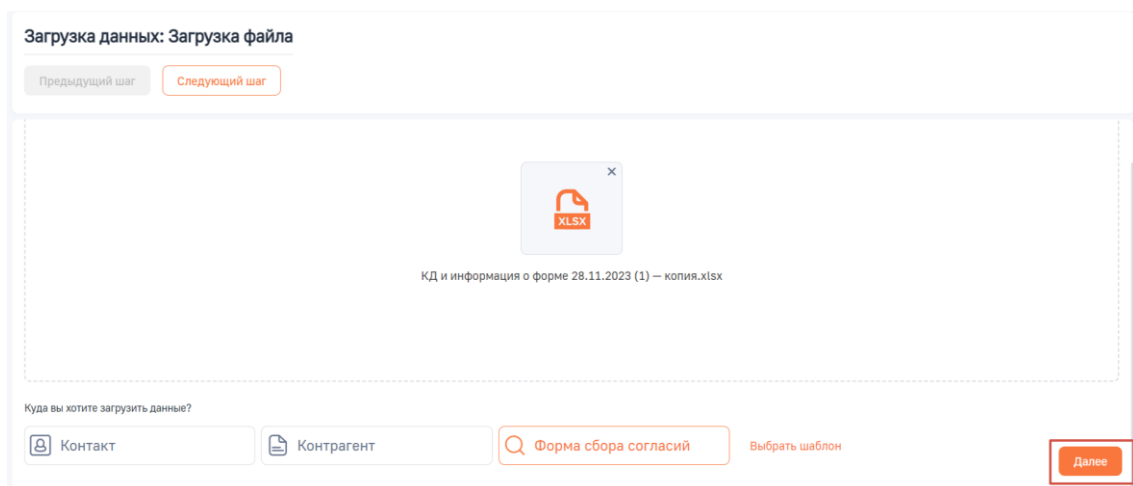 Загрузка данных: Загрузка файла
Предыдущий шаг
Следующий шаг
XLSX
КД и информация о форме 28.11.2023 (1) — копия.xlsx
Куда вы хотите загрузить данные?
Контакт
Контрагент
Форма сбора согласий
Выбрать шаблон
Далее